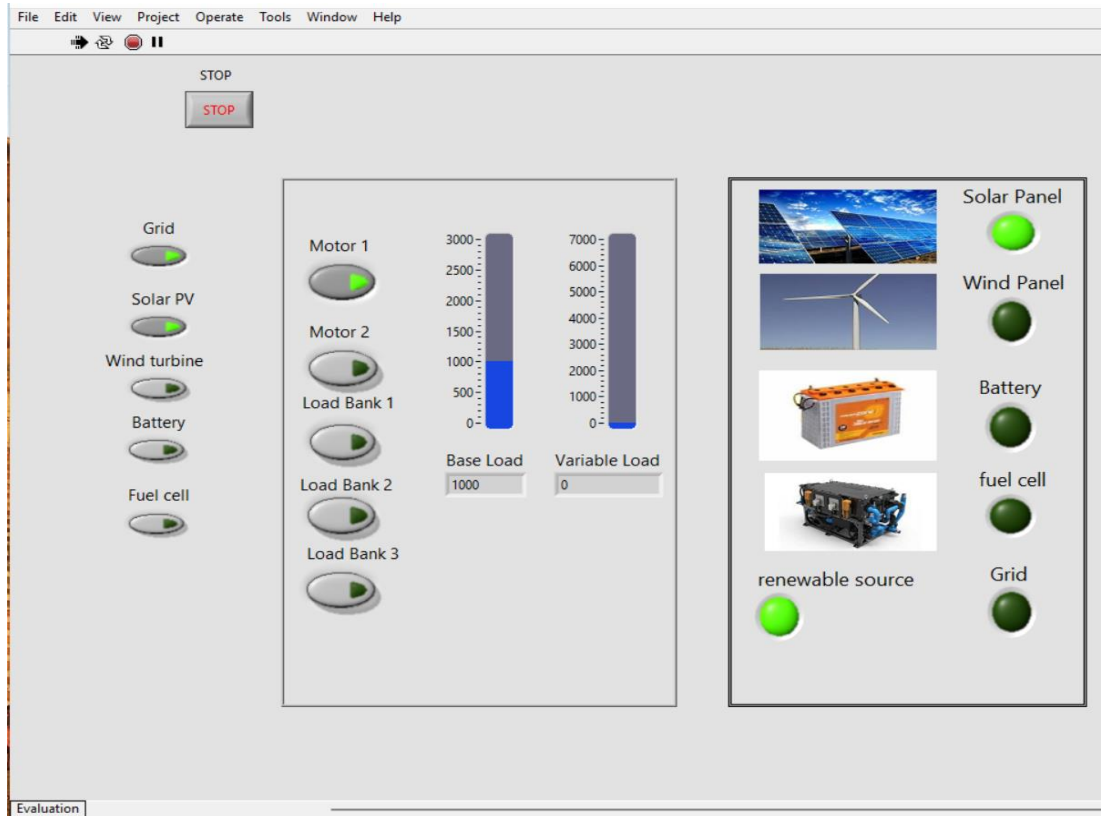 File Edit View Project Operate Tools Window Help
STOP
STOP
Grid
Solar PV
Wind turbine
Battery
Fuel cell
Motor 1
Motor 2
Load Bank 1
Load Bank 2
Load Bank 3
3000
2500
2000
1500
1000
500
0
Base Load
1000
7000
6000
5000
4000
3000
2000
1000
0
Variable Load
0
Solar Panel
Wind Panel
Battery
fuel cell
renewable source
Grid
Evaluation